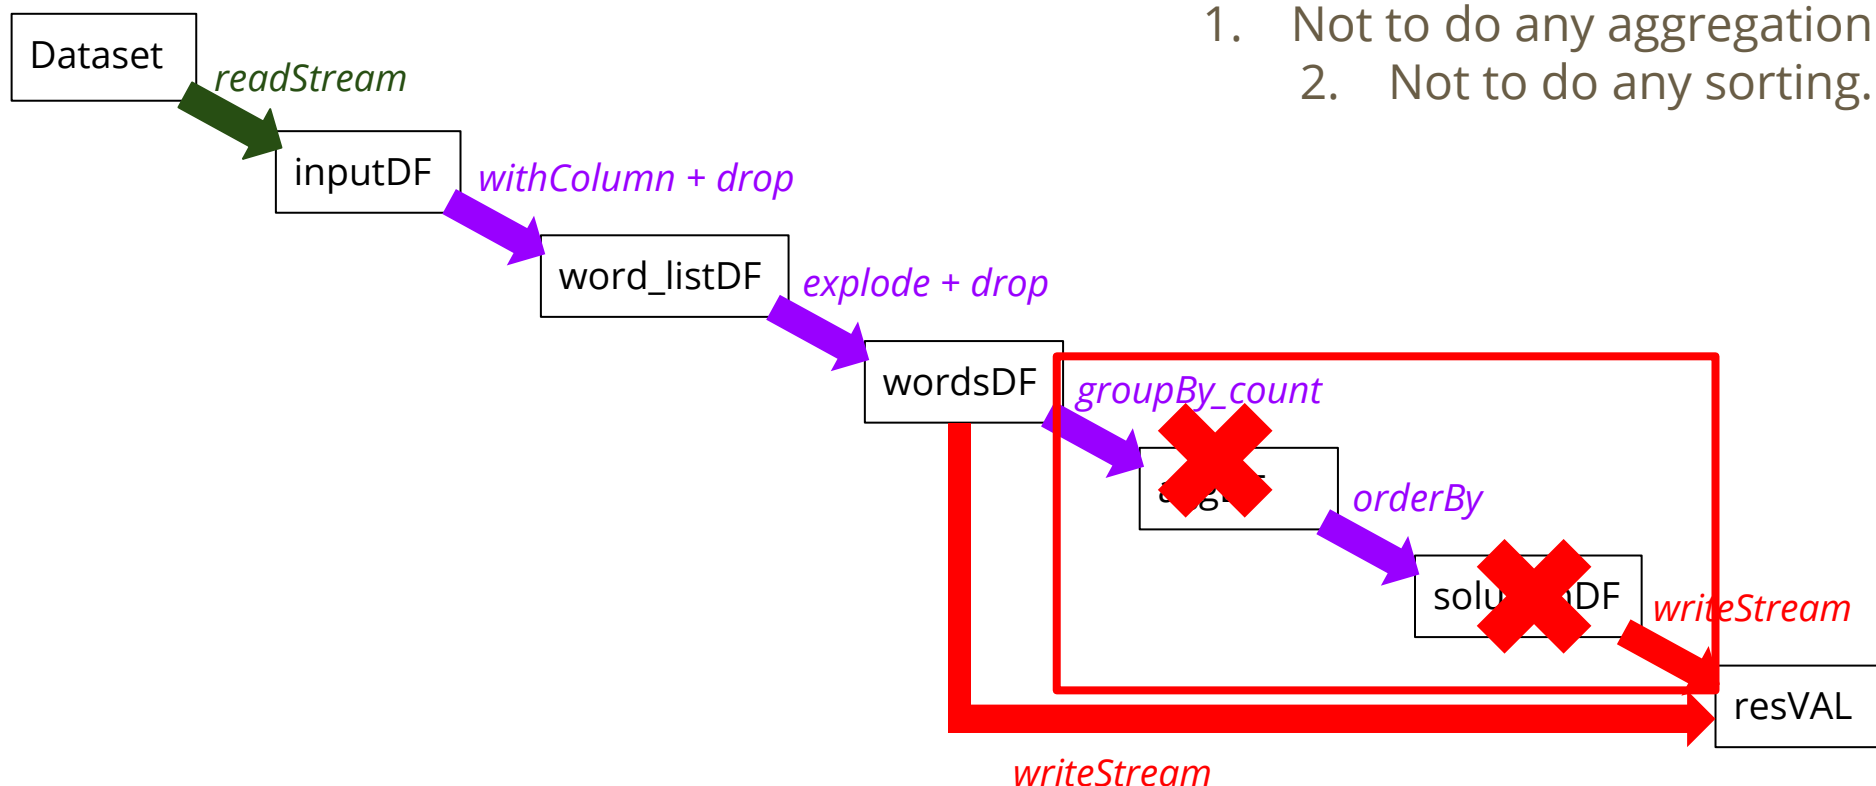 1. Not to do any aggregation
2. Not to do any sorting.
Dataset
readStream
inputDF
withColumn + drop
word_listDF
explode + drop
wordsDF
groupBy_count
orderBy
writeStream
resVAL
writeStream